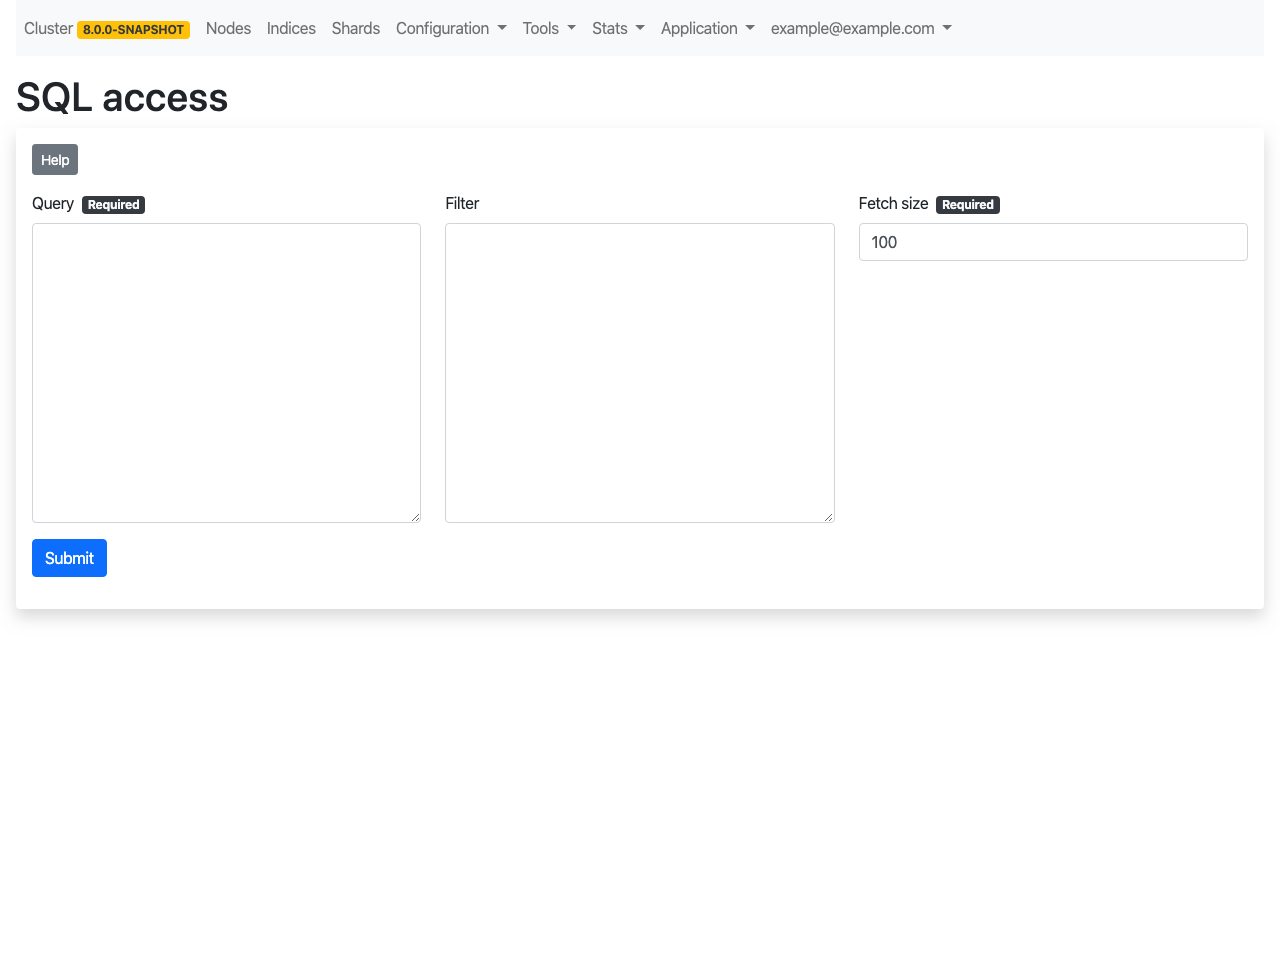 Cluster 8.0.0-SNAPSHOT Nodes Indices Shards Configuration Tools Stats Application example@example.com
SQL access
Help
Query Required
Filter
Fetch size Required
100
Submit